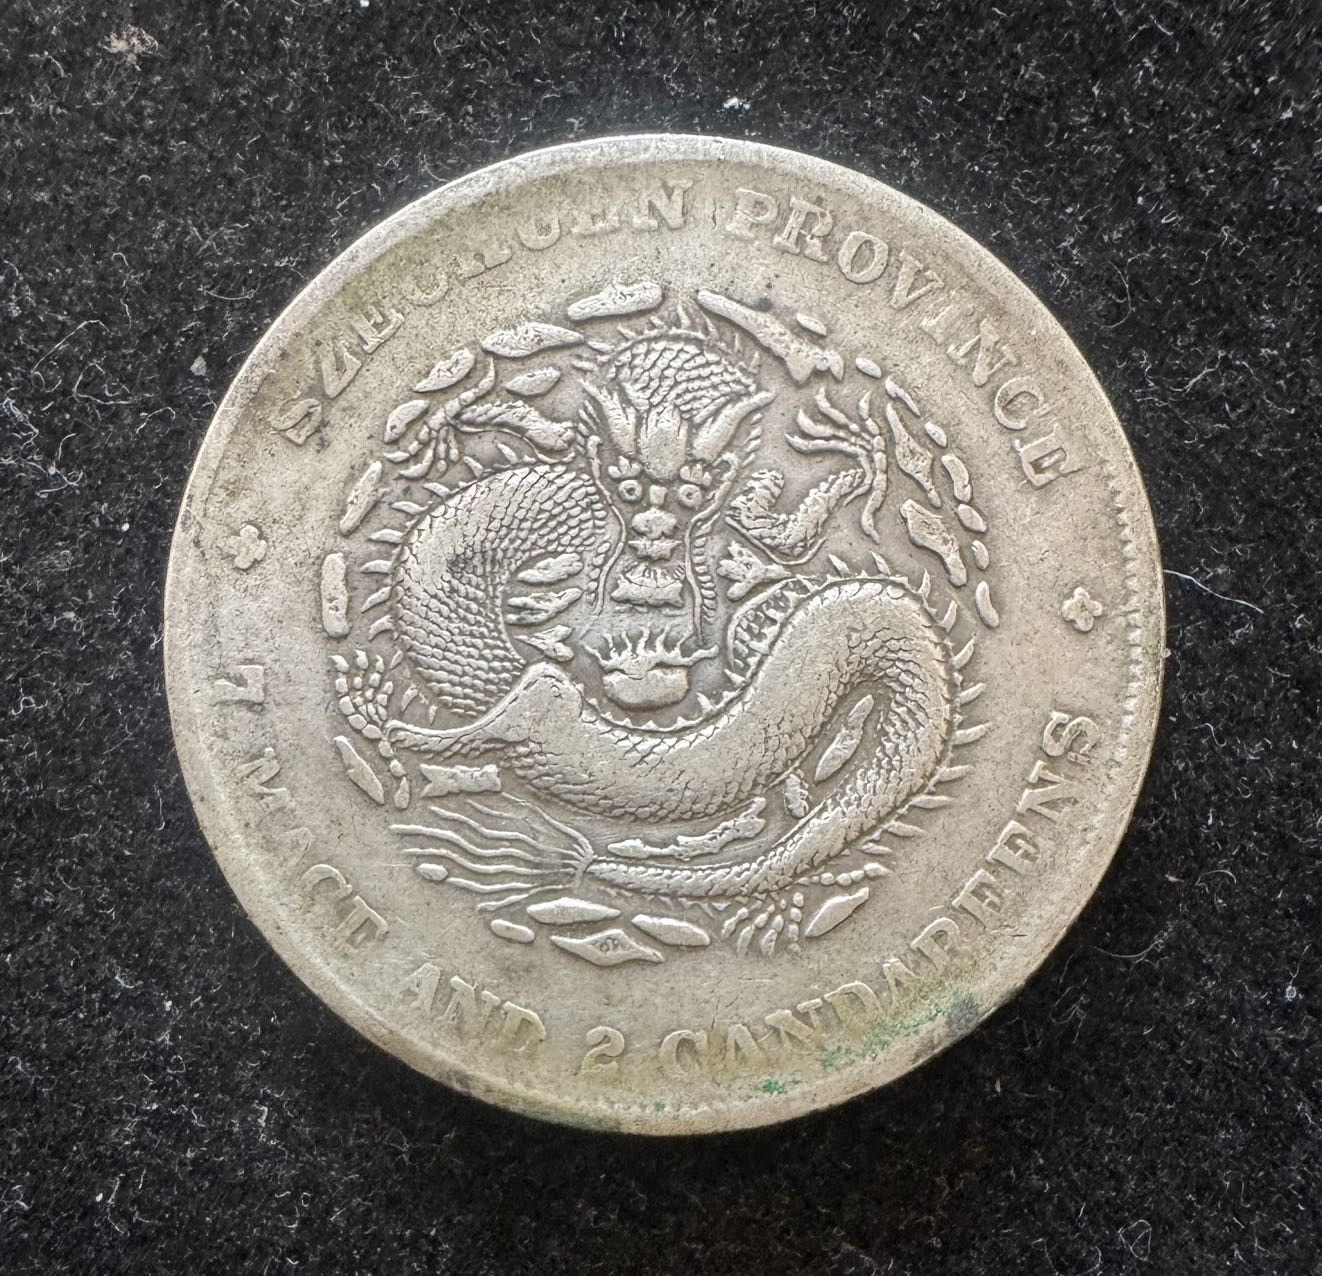 SZECHUEN PROVINCE
7 MACE AND 2 CANDAREENS